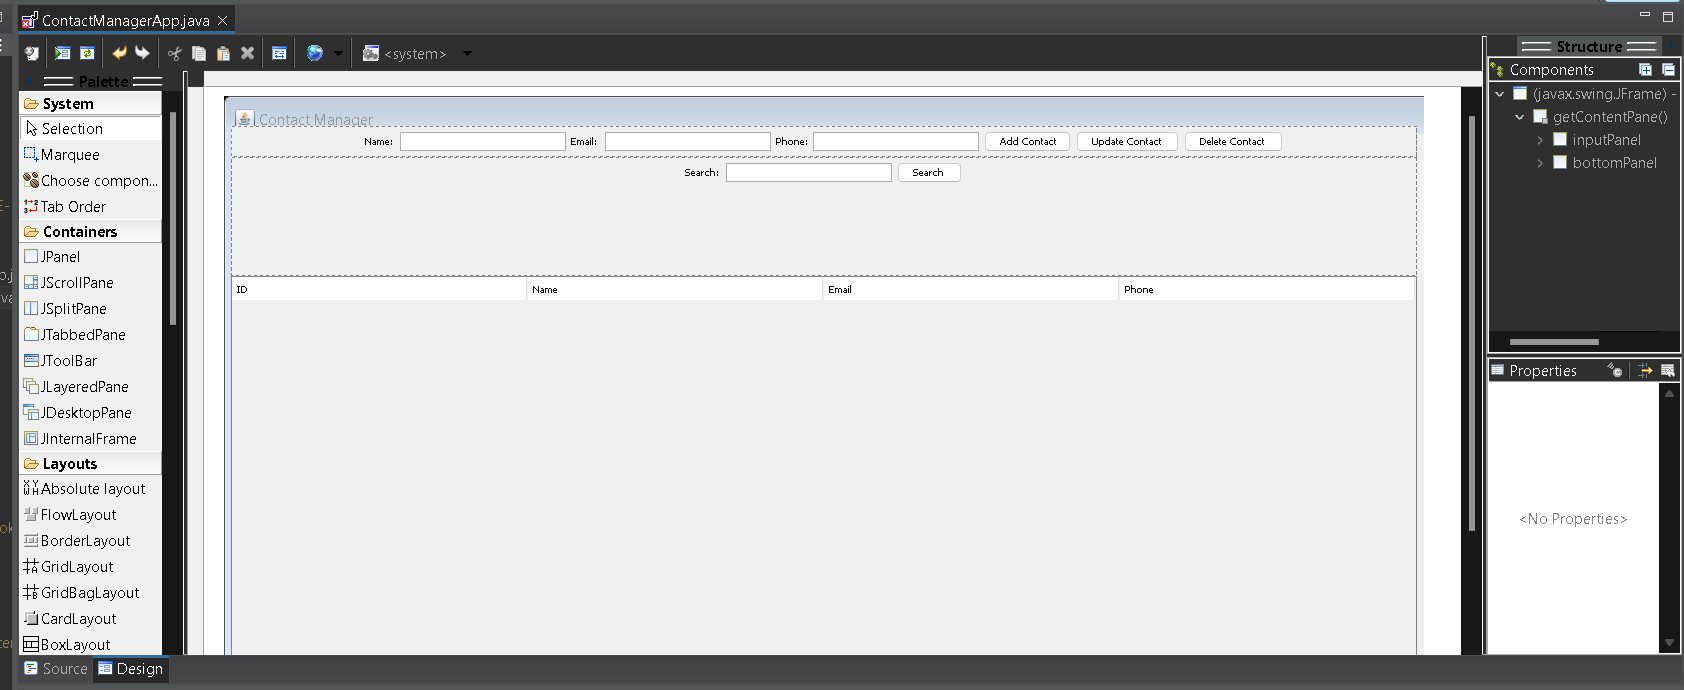 ContactManagerApp.java
<system>
Palette
System
Selection
Marquee
Choose compon...
Tab Order
Containers
JPanel
JScrollPane
JSplitPane
JTabbedPane
JToolBar
JLayeredPane
JDesktopPane
JInternalFrame
Layouts
Absolute layout
FlowLayout
BorderLayout
GridLayout
GridBagLayout
CardLayout
BoxLayout
Source Design
Contact Manager
Name: Email: Phone: Add Contact Update Contact Delete Contact
Search: Search
ID Name Email Phone
Structure
Components
(javax.swing.JFrame) -
getContentPane()
inputPanel
bottomPanel
Properties
<No Properties>